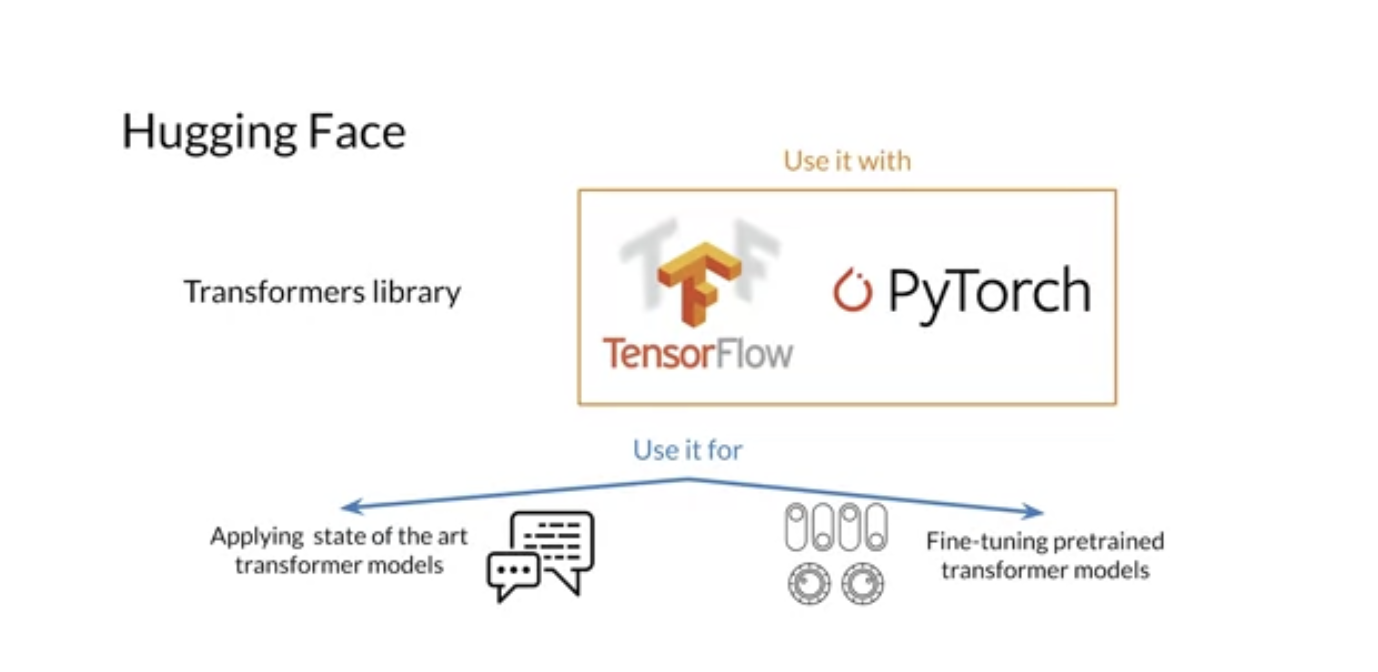 Hugging Face
Use it with
Transformers library
TensorFlow
PyTorch
Use it for
Applying state of the art
transformer models
Fine-tuning pretrained
transformer models